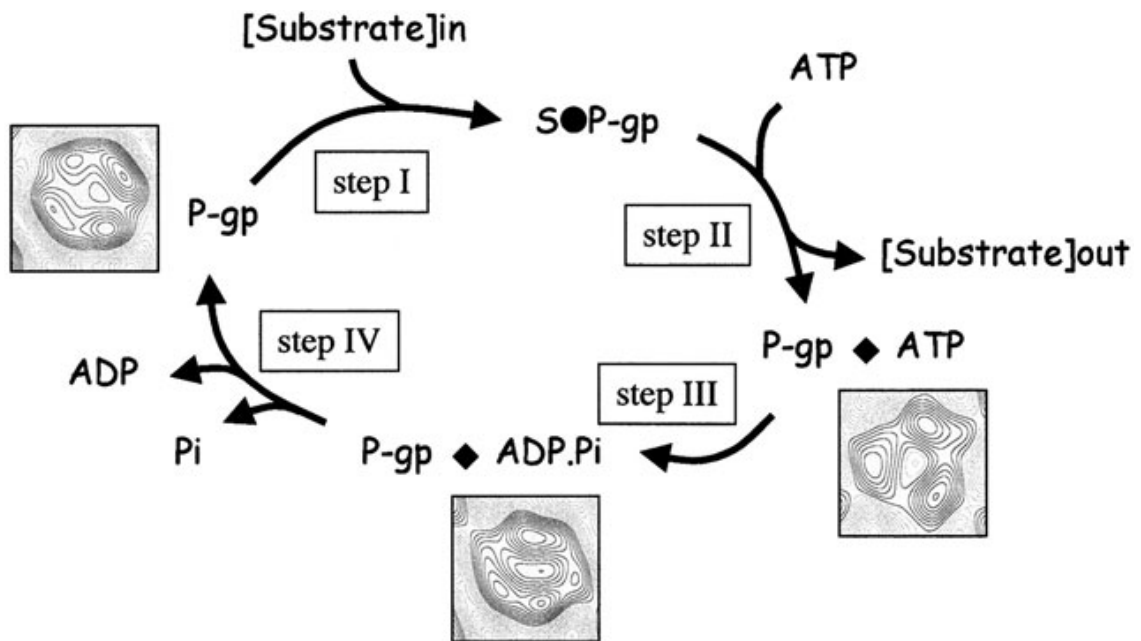 [Substrate]in
ATP
S●P-gp
step I
P-gp
step II
[Substrate]out
step IV
P-gp ◆ ATP
ADP
step III
Pi
P-gp ◆ ADP.Pi